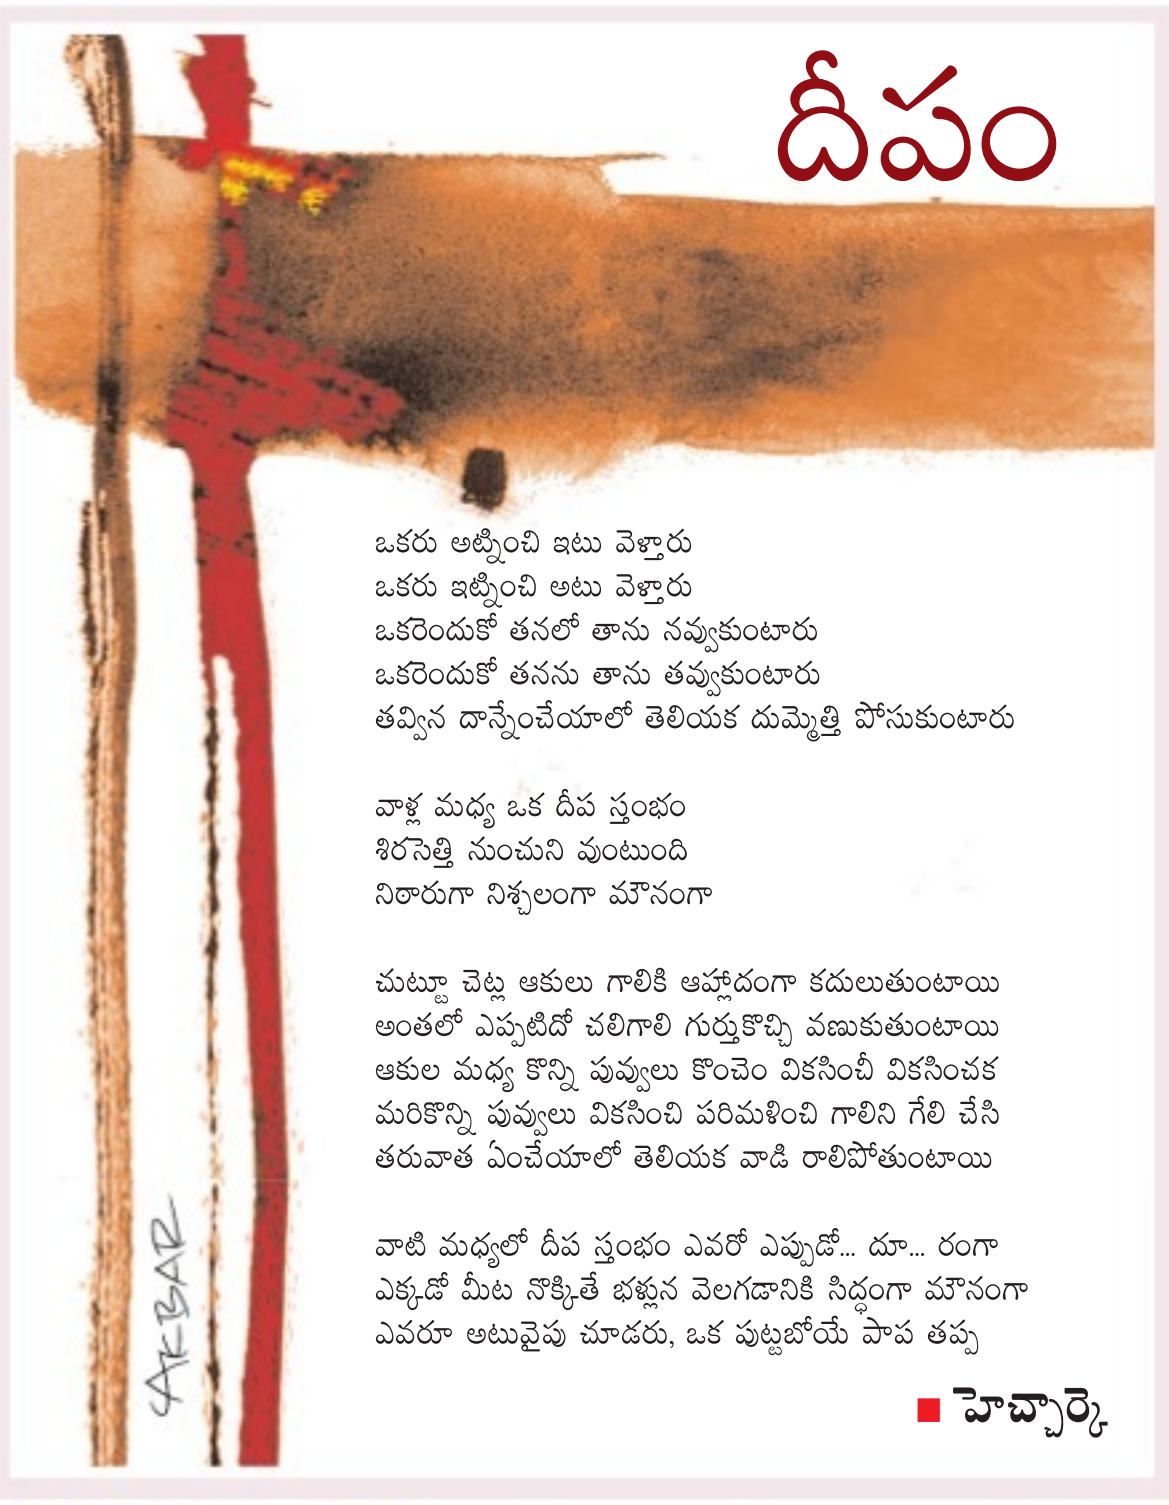 దీపం
ఒకరు అట్నించి ఇటు వెళ్తారు
ఒకరు ఇట్నించి అటు వెళ్తారు
ఒకరెందుకో తనలో తాను నవ్వుకుంటారు
ఒకరెందుకో తనను తాను తవ్వుకుంటారు
తవ్విన దాన్నేంచేయాలో తెలియక దుమ్మెత్తి పోసుకుంటారు
వాళ్ల మధ్య ఒక దీప స్తంభం
శిరసెత్తి నుంచుని వుంటుంది
నిఠారుగా నిశ్చలంగా మౌనంగా
చుట్టూ చెట్ల ఆకులు గాలికి ఆహ్లాదంగా కదులుతుంటాయి
అంతలో ఎప్పటిదో చలిగాలి గుర్తుకొచ్చి వణుకుతుంటాయి
ఆకుల మధ్య కొన్ని పువ్వులు కొంచెం వికసించీ వికసించక
మరికొన్ని పువ్వులు వికసించి పరిమళించి గాలిని గేలి చేసి
తరువాత ఏంచేయాలో తెలియక వాడి రాలిపోతుంటాయి
వాటి మధ్యలో దీప స్తంభం ఎవరో ఎప్పుడో... దూ... రంగా
ఎక్కడో మీట నొక్కితే భళ్లున వెలగడానికి సిద్ధంగా మౌనంగా
ఎవరూ అటువైపు చూడరు, ఒక పుట్టబోయే పాప తప్ప
హెచ్చార్కె
AKBAR